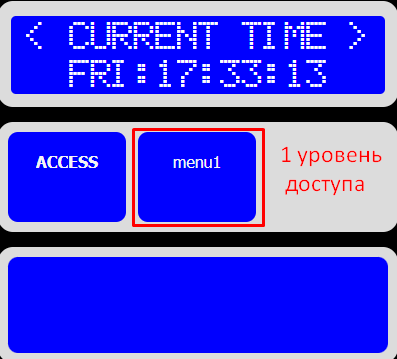 < CURRENT TIME >
FRI:17:33:13
ACCESS
menu1
1 уровень
доступа